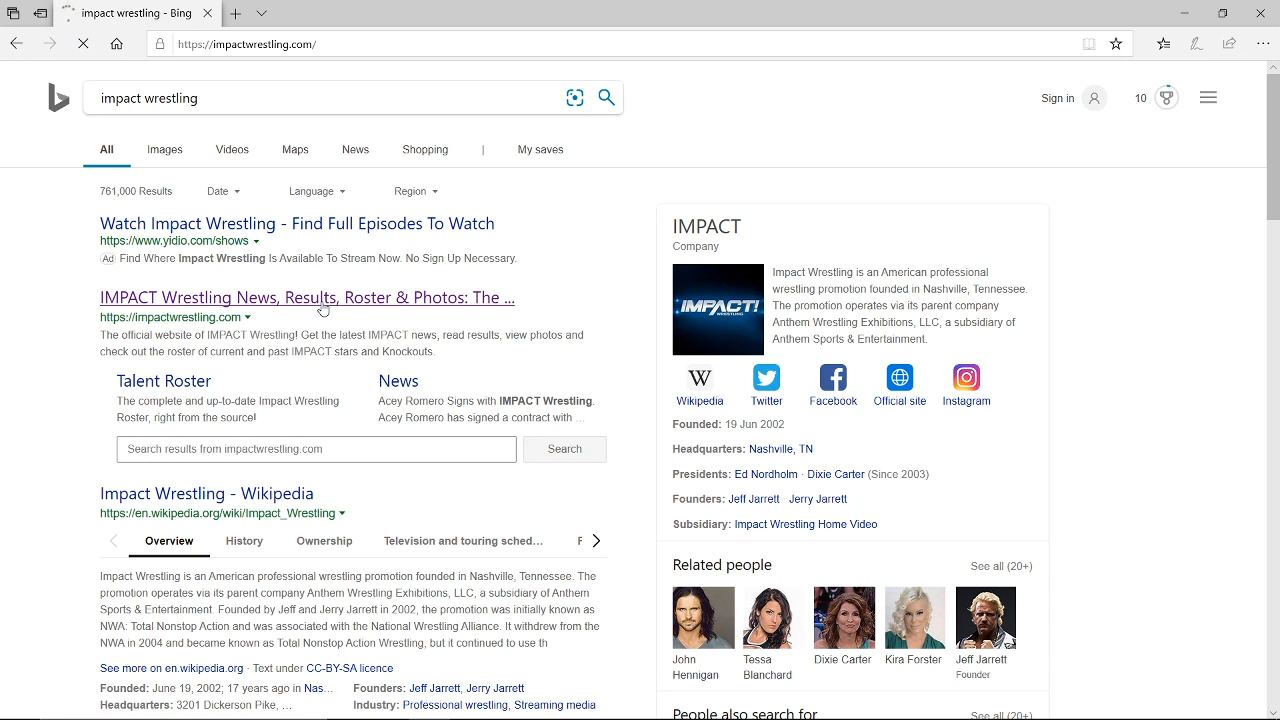 impact wrestling - Bing
https://impactwrestling.com/
impact wrestling
Sign in
10
All
Images
Videos
Maps
News
Shopping
|
My saves
761,000 Results
Date
Language
Region
Watch Impact Wrestling - Find Full Episodes To Watch
https://www.yidio.com/shows
Ad Find Where Impact Wrestling Is Available To Stream Now. No Sign Up Necessary.
IMPACT Wrestling News, Results, Roster & Photos: The ...
https://impactwrestling.com
The official website of IMPACT Wrestling! Get the latest IMPACT news, read results, view photos and
check out the roster of current and past IMPACT stars and Knockouts.
Talent Roster
The complete and up-to-date Impact Wrestling
Roster, right from the source!
News
Acey Romero Signs with IMPACT Wrestling.
Acey Romero has signed a contract with ...
Search results from impactwrestling.com
Search
Impact Wrestling - Wikipedia
https://en.wikipedia.org/wiki/Impact_Wrestling
Overview
History
Ownership
Television and touring sched...
F
Impact Wrestling is an American professional wrestling promotion founded in Nashville, Tennessee. The
promotion operates via its parent company Anthem Wrestling Exhibitions, LLC, a subsidiary of Anthem
Sports & Entertainment. Founded by Jeff and Jerry Jarrett in 2002, the promotion was initially known as
NWA: Total Nonstop Action and was associated with the National Wrestling Alliance. It withdrew from the
NWA in 2004 and became known as Total Nonstop Action Wrestling, but it continued to use th
See more on en.wikipedia.org · Text under CC-BY-SA licence
Founded: June 19, 2002; 17 years ago in Nas...
Founders: Jeff Jarrett, Jerry Jarrett
Headquarters: 3201 Dickerson Pike, ...
Industry: Professional wrestling, Streaming media
IMPACT
Company
IMPACT!
WRESTLING
Impact Wrestling is an American professional
wrestling promotion founded in Nashville, Tennessee.
The promotion operates via its parent company
Anthem Wrestling Exhibitions, LLC, a subsidiary of
Anthem Sports & Entertainment.
W
Wikipedia
Twitter
Facebook
Official site
Instagram
Founded: 19 Jun 2002
Headquarters: Nashville, TN
Presidents: Ed Nordholm · Dixie Carter (Since 2003)
Founders: Jeff Jarrett · Jerry Jarrett
Subsidiary: Impact Wrestling Home Video
Related people
See all (20+)
John
Hennigan
Tessa
Blanchard
Dixie Carter
Kira Forster
Jeff Jarrett
Founder
People also search for
See all (20+)